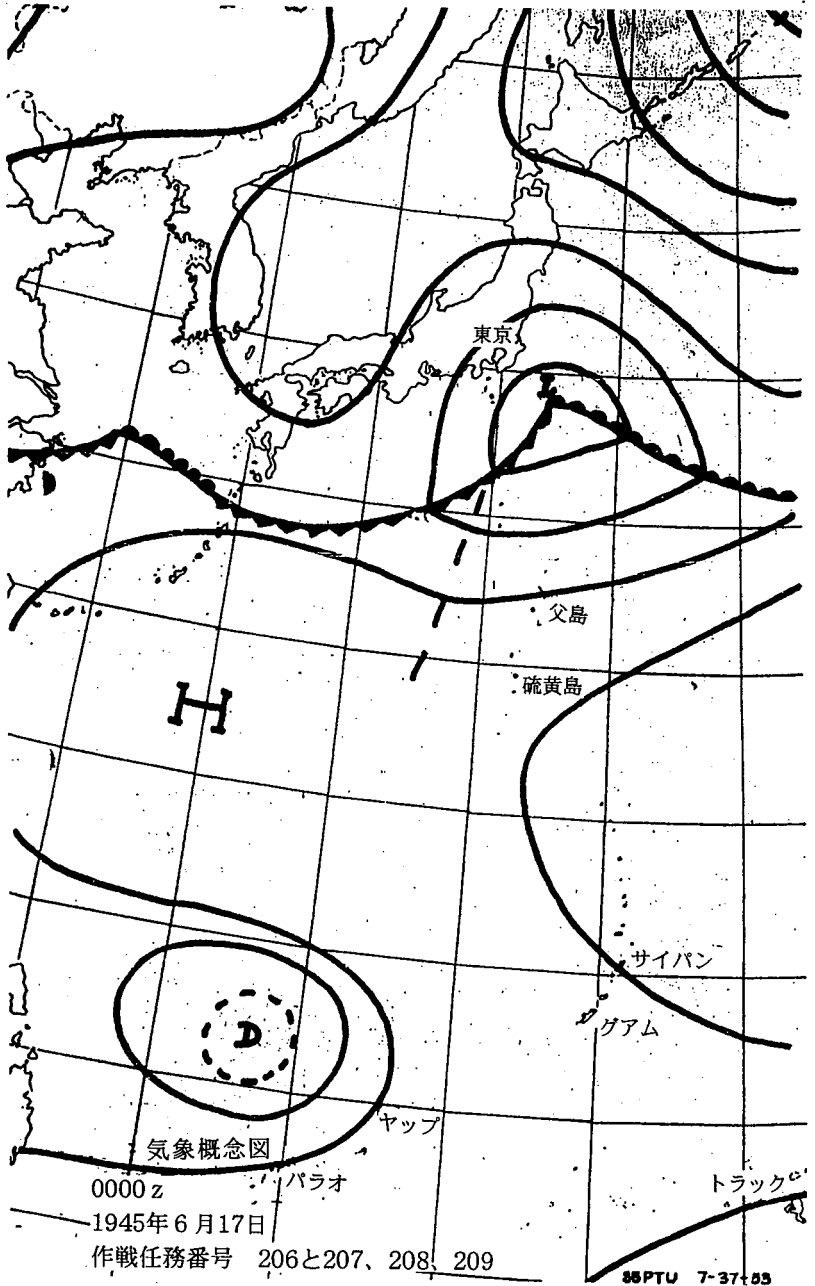 東京
L
父島
硫黄島
H
サイパン
グアム
D
ヤップ
気象概念図
パラオ
トラック
0000 z
1945年6月17日
作戦任務番号 206と207、208、209
35PTU 7-37-53